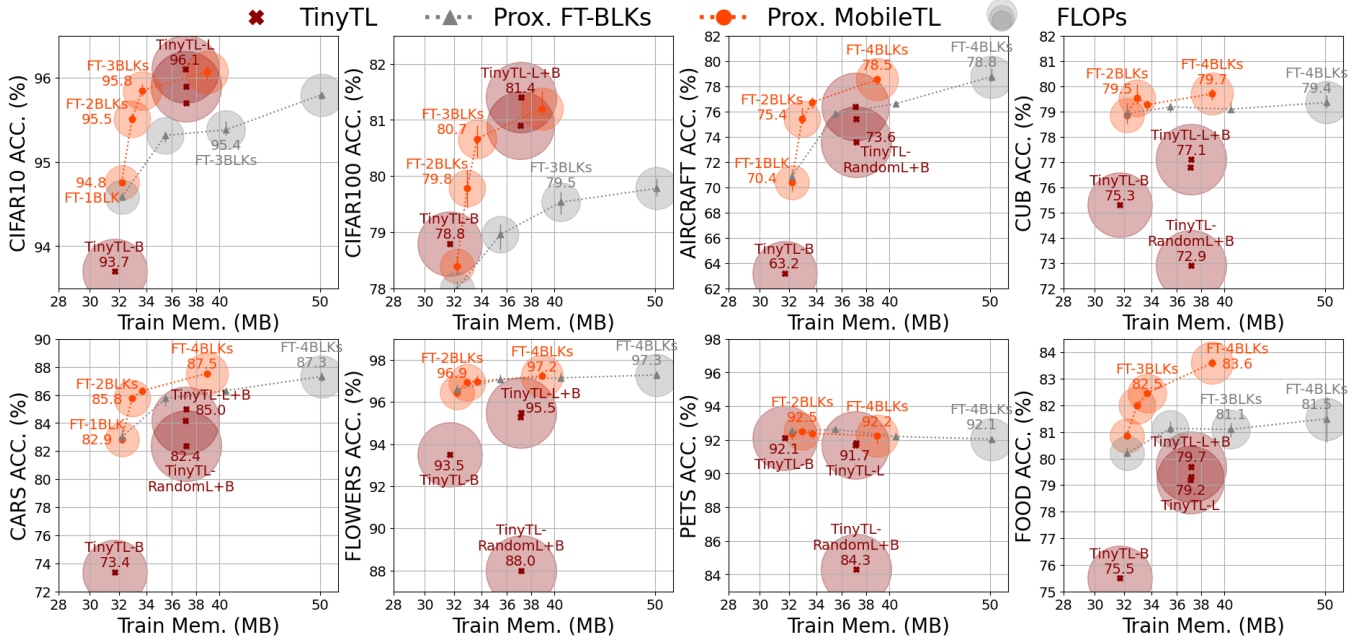 TinyTL
Prox. FT-BLKs
Prox. MobileTL
FLOPs
CIFAR10 ACC. (%)
96
95
94
TinyTL-L
96.1
FT-3BLKs
95.8
FT-2BLKs
95.5
95.4
FT-3BLKs
94.8
FT-1BLK
TinyTL-B
93.7
28 30 32 34 36 38 40 50
Train Mem. (MB)
CIFAR100 ACC. (%)
82
81
80
79
78
TinyTL-L+B
81.4
FT-3BLKs
80.7
FT-2BLKs
79.8
FT-3BLKs
79.5
TinyTL-B
78.8
28 30 32 34 36 38 40 50
Train Mem. (MB)
AIRCRAFT ACC. (%)
82
80
78
76
74
72
70
68
66
64
62
FT-4BLKs
78.5
FT-4BLKs
78.8
FT-2BLKs
75.4
73.6
TinyTL-
RandomL+B
FT-1BLK
70.4
TinyTL-B
63.2
28 30 32 34 36 38 40 50
Train Mem. (MB)
CUB ACC. (%)
81
80
79
78
77
76
75
74
73
72
FT-2BLKs
79.5
FT-4BLKs
79.7
FT-4BLKs
79.4
TinyTL-L+B
77.1
TinyTL-B
75.3
TinyTL-
RandomL+B
72.9
28 30 32 34 36 38 40 50
Train Mem. (MB)
CARS ACC. (%)
90
88
86
84
82
80
78
76
74
72
FT-4BLKs
87.5
FT-4BLKs
87.3
FT-2BLKs
85.8
TinyTL-L+B
85.0
FT-1BLK
82.9
82.4
TinyTL-
RandomL+B
TinyTL-B
73.4
28 30 32 34 36 38 40 50
Train Mem. (MB)
FLOWERS ACC. (%)
98
96
94
92
90
88
FT-2BLKs
96.9
FT-4BLKs
97.2
FT-4BLKs
97.3
TinyTL-L+B
95.5
93.5
TinyTL-B
TinyTL-
RandomL+B
88.0
28 30 32 34 36 38 40 50
Train Mem. (MB)
PETS ACC. (%)
98
96
94
92
90
88
86
84
FT-2BLKs
92.5
FT-4BLKs
92.2
FT-4BLKs
92.1
92.1
TinyTL-B
91.7
TinyTL-L
TinyTL-
RandomL+B
84.3
28 30 32 34 36 38 40 50
Train Mem. (MB)
FOOD ACC. (%)
84
83
82
81
80
79
78
77
76
75
FT-4BLKs
83.6
FT-3BLKs
82.5
FT-3BLKs
81.1
FT-4BLKs
81.5
TinyTL-L+B
79.7
79.2
TinyTL-L
TinyTL-B
75.5
28 30 32 34 36 38 40 50
Train Mem. (MB)